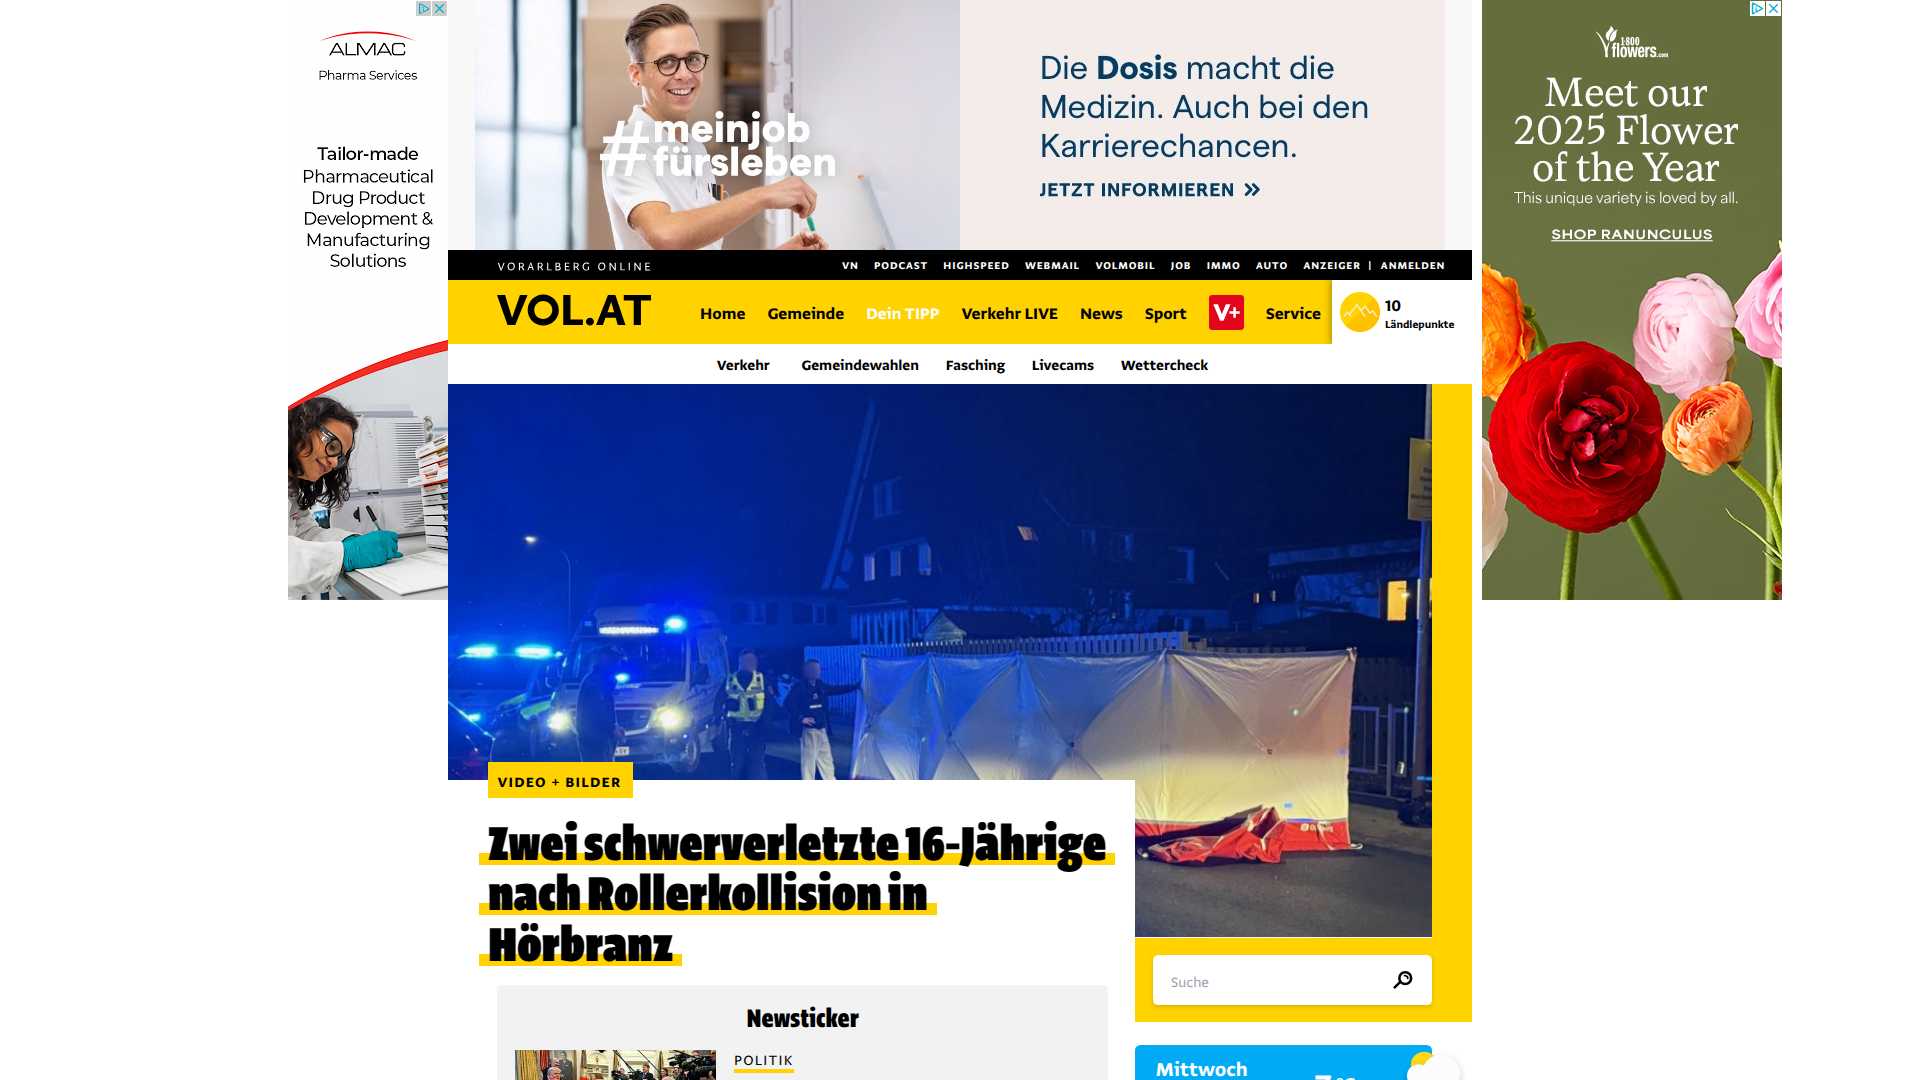 ALMAC
Pharma Services
Tailor-made
Pharmaceutical
Drug Product
Development &
Manufacturing
Solutions
#meinjob
fürsleben
Die Dosis macht die
Medizin. Auch bei den
Karrierechancen.
JETZT INFORMIEREN
1-800
flowers.com
Meet our
2025 Flower
of the Year
This unique variety is loved by all.
SHOP RANUNCULUS
VORARLBERG ONLINE
VN PODCAST HIGHSPEED WEBMAIL VOLMOBIL JOB IMMO AUTO ANZEIGER | ANMELDEN
VOL.AT
Home Gemeinde Dein TIPP Verkehr LIVE News Sport V+ Service
10
Ländlepunkte
Verkehr Gemeindewahlen Fasching Livecams Wettercheck
VIDEO + BILDER
Zwei schwerverletzte 16-Jährige
nach Rollerkollision in
Hörbranz
Suche
Newsticker
POLITIK
Mittwoch